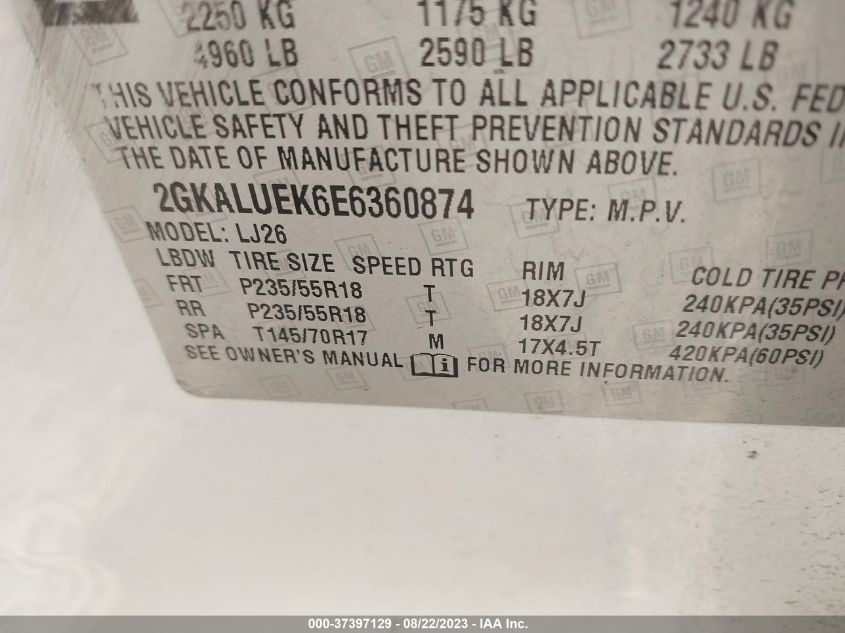 2250 KG 1175 KG 1240 KG
4960 LB 2590 LB 2733 LB
THIS VEHICLE CONFORMS TO ALL APPLICABLE U.S. FED
VEHICLE SAFETY AND THEFT PREVENTION STANDARDS I
THE DATE OF MANUFACTURE SHOWN ABOVE.
2GKALUEK6E6360874 TYPE: M.P.V.
MODEL: LJ26
LBDW TIRE SIZE SPEED RTG RIM COLD TIRE P
FRT P235/55R18 T 18X7J 240KPA(35PSI)
RR P235/55R18 T 18X7J 240KPA(35PSI)
SPA T145/70R17 M 17X4.5T 420KPA(60PSI)
SEE OWNER'S MANUAL i FOR MORE INFORMATION.
000-37397129 - 08/22/2023 - IAA Inc.